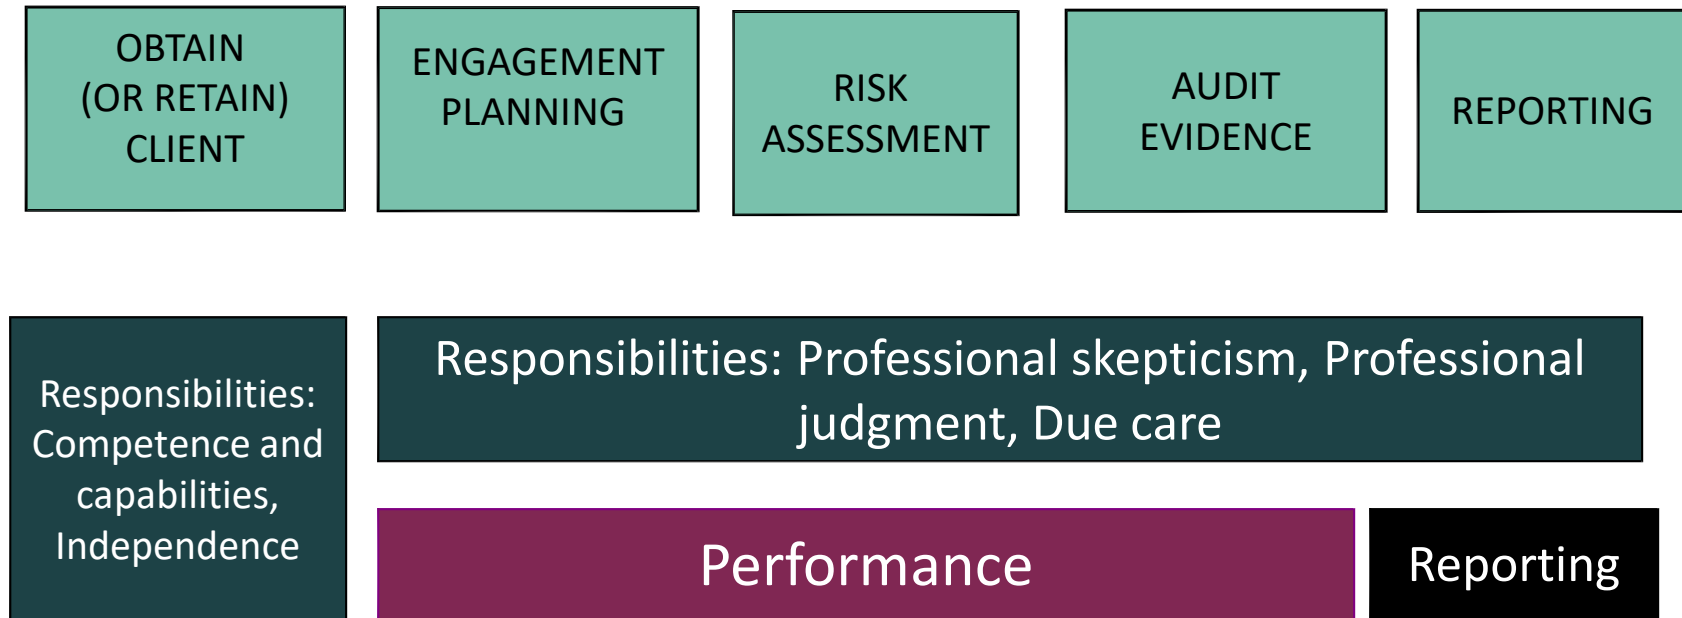 OBTAIN
(OR RETAIN)
CLIENT
ENGAGEMENT
PLANNING
RISK
ASSESSMENT
AUDIT
EVIDENCE
REPORTING
Responsibilities:
Competence and
capabilities,
Independence
Responsibilities: Professional skepticism, Professional
judgment, Due care
Performance
Reporting